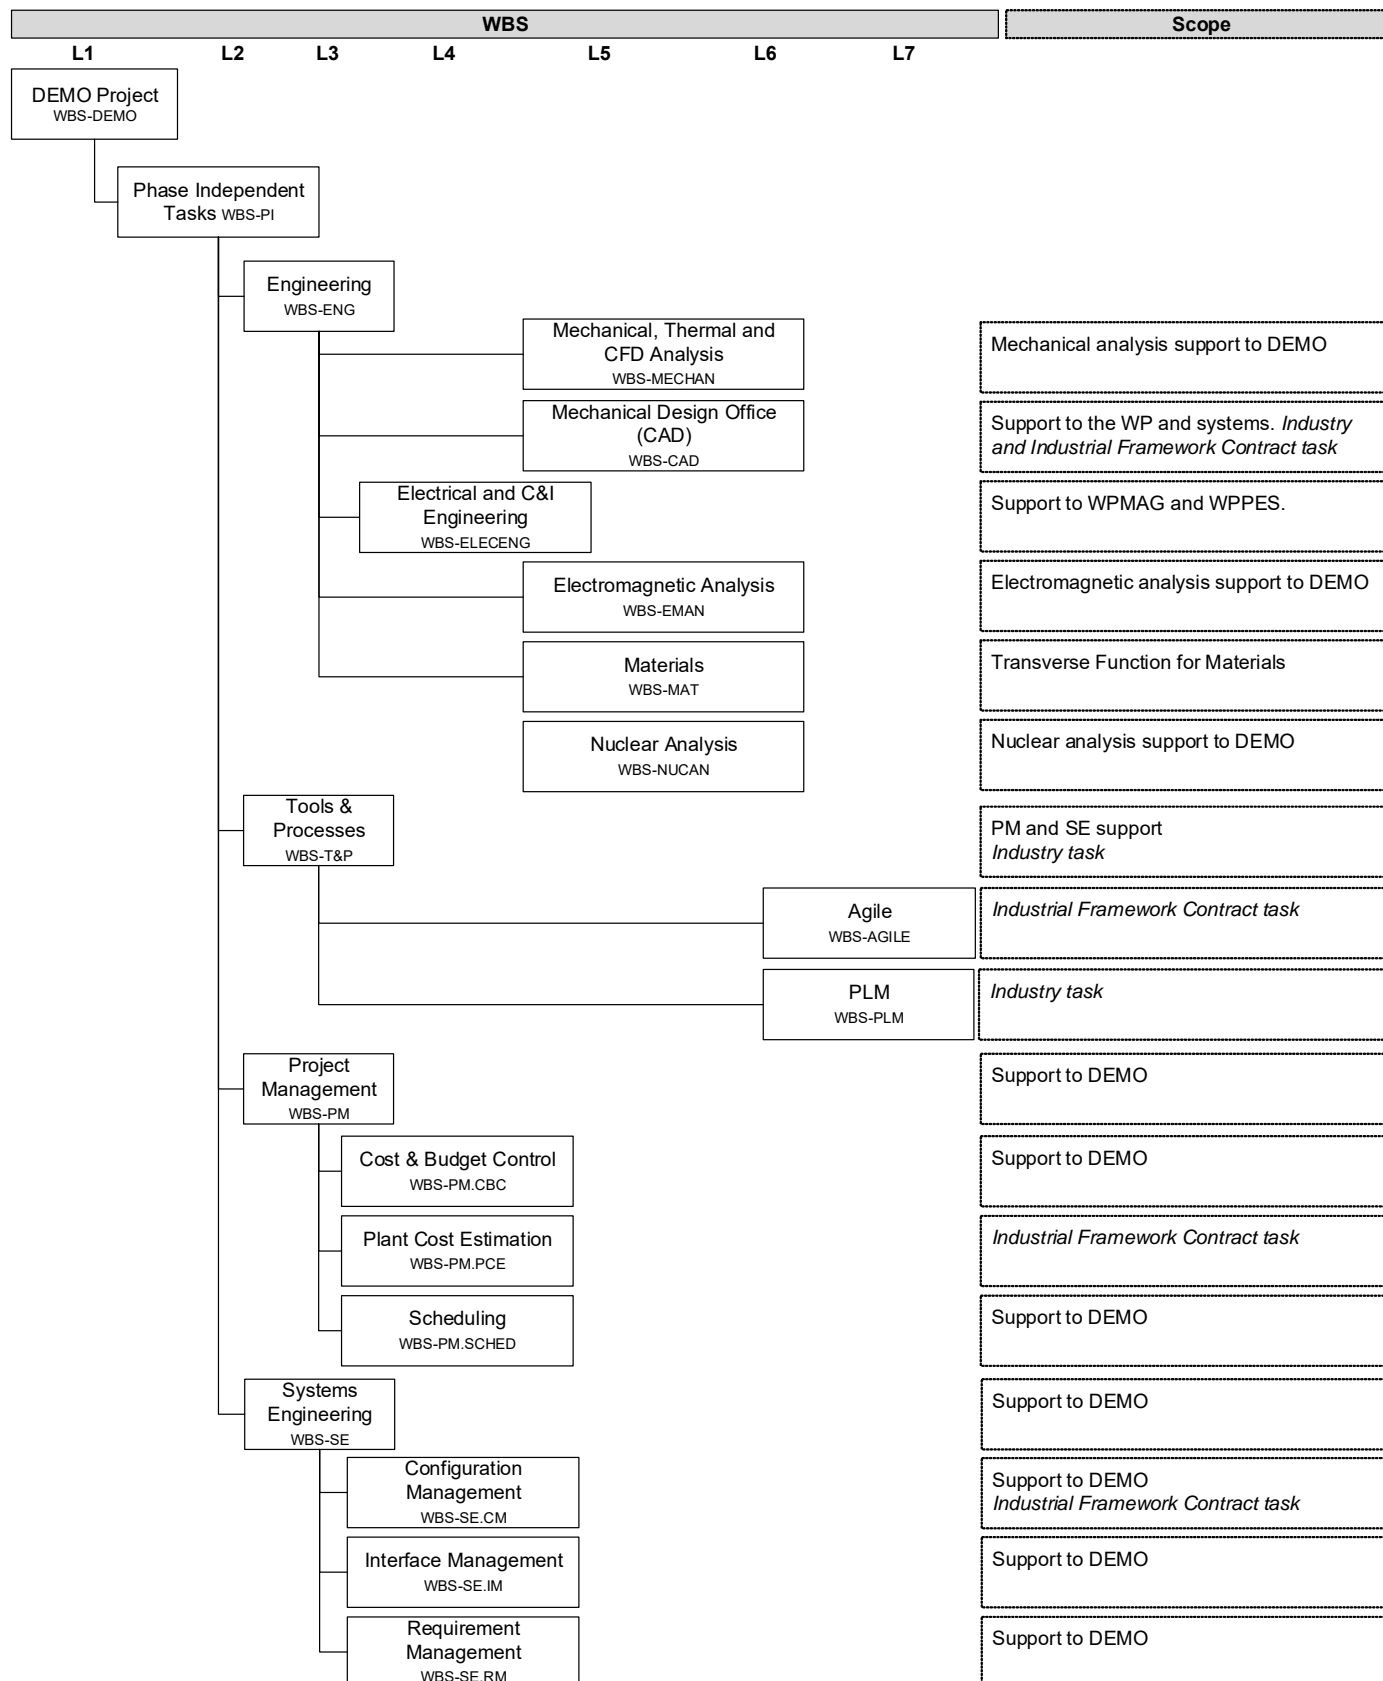 WBS
Scope
L1 L2 L3 L4 L5 L6 L7
DEMO Project
WBS-DEMO
Phase Independent
Tasks WBS-PI
Engineering
WBS-ENG
Mechanical, Thermal and
CFD Analysis
WBS-MECHAN
Mechanical analysis support to DEMO
Mechanical Design Office
(CAD)
WBS-CAD
Support to the WP and systems. Industry
and Industrial Framework Contract task
Electrical and C&I
Engineering
WBS-ELECENG
Support to WPMAG and WPPES.
Electromagnetic Analysis
WBS-EMAN
Electromagnetic analysis support to DEMO
Materials
WBS-MAT
Transverse Function for Materials
Nuclear Analysis
WBS-NUCAN
Nuclear analysis support to DEMO
Tools &
Processes
WBS-T&P
PM and SE support
Industry task
Agile
WBS-AGILE
Industrial Framework Contract task
PLM
WBS-PLM
Industry task
Project
Management
WBS-PM
Support to DEMO
Cost & Budget Control
WBS-PM.CBC
Support to DEMO
Plant Cost Estimation
WBS-PM.PCE
Industrial Framework Contract task
Scheduling
WBS-PM.SCHED
Support to DEMO
Systems
Engineering
WBS-SE
Support to DEMO
Configuration
Management
WBS-SE.CM
Support to DEMO
Industrial Framework Contract task
Interface Management
WBS-SE.IM
Support to DEMO
Requirement
Management
WBS-SE.RM
Support to DEMO